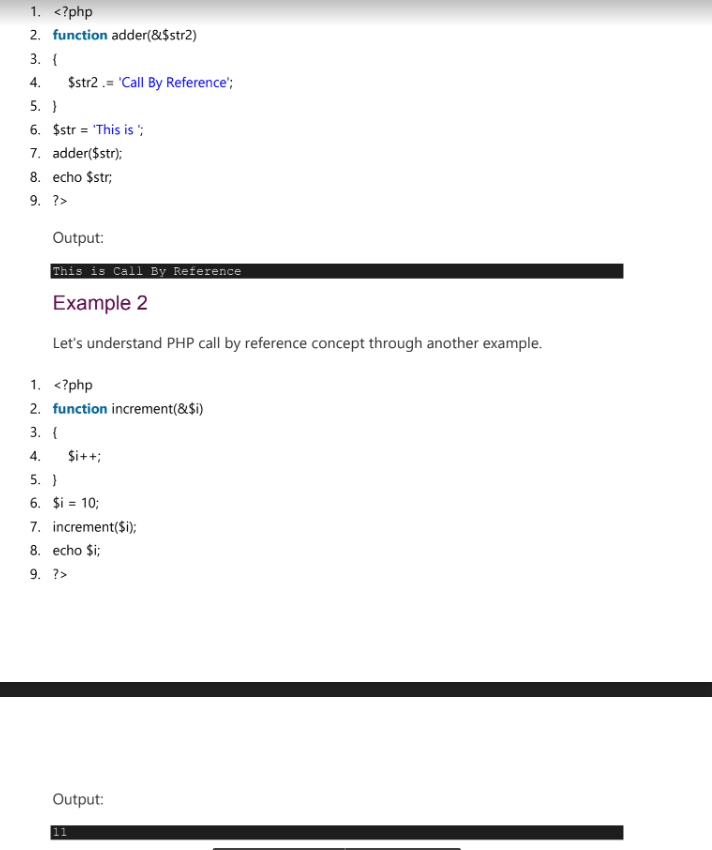 1. <?php
2. function adder(&$str2)
3. {
4. $str2 .= 'Call By Reference';
5. }
6. $str = 'This is ';
7. adder($str);
8. echo $str;
9. ?>
Output:
This is Call By Reference
Example 2
Let's understand PHP call by reference concept through another example.
1. <?php
2. function increment(&$i)
3. {
4. $i++;
5. }
6. $i = 10;
7. increment($i);
8. echo $i;
9. ?>
Output:
11